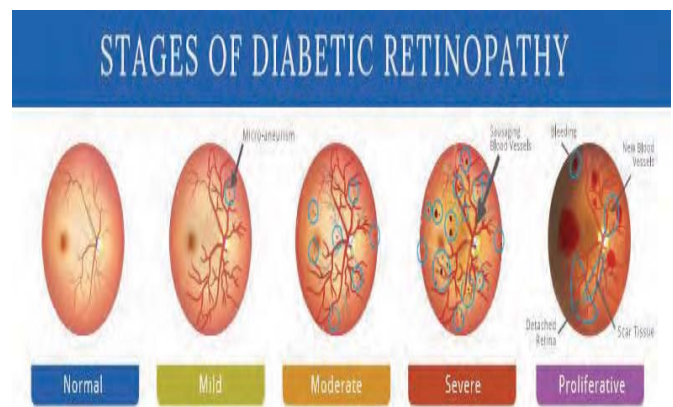 STAGES OF DIABETIC RETINOPATHY
Micro-aneurism
Sausaging
Blood Vessels
Bleeding
New Blood
Vessels
Detached
Retina
Scar Tissue
Normal
Mild
Moderate
Severe
Proliferative